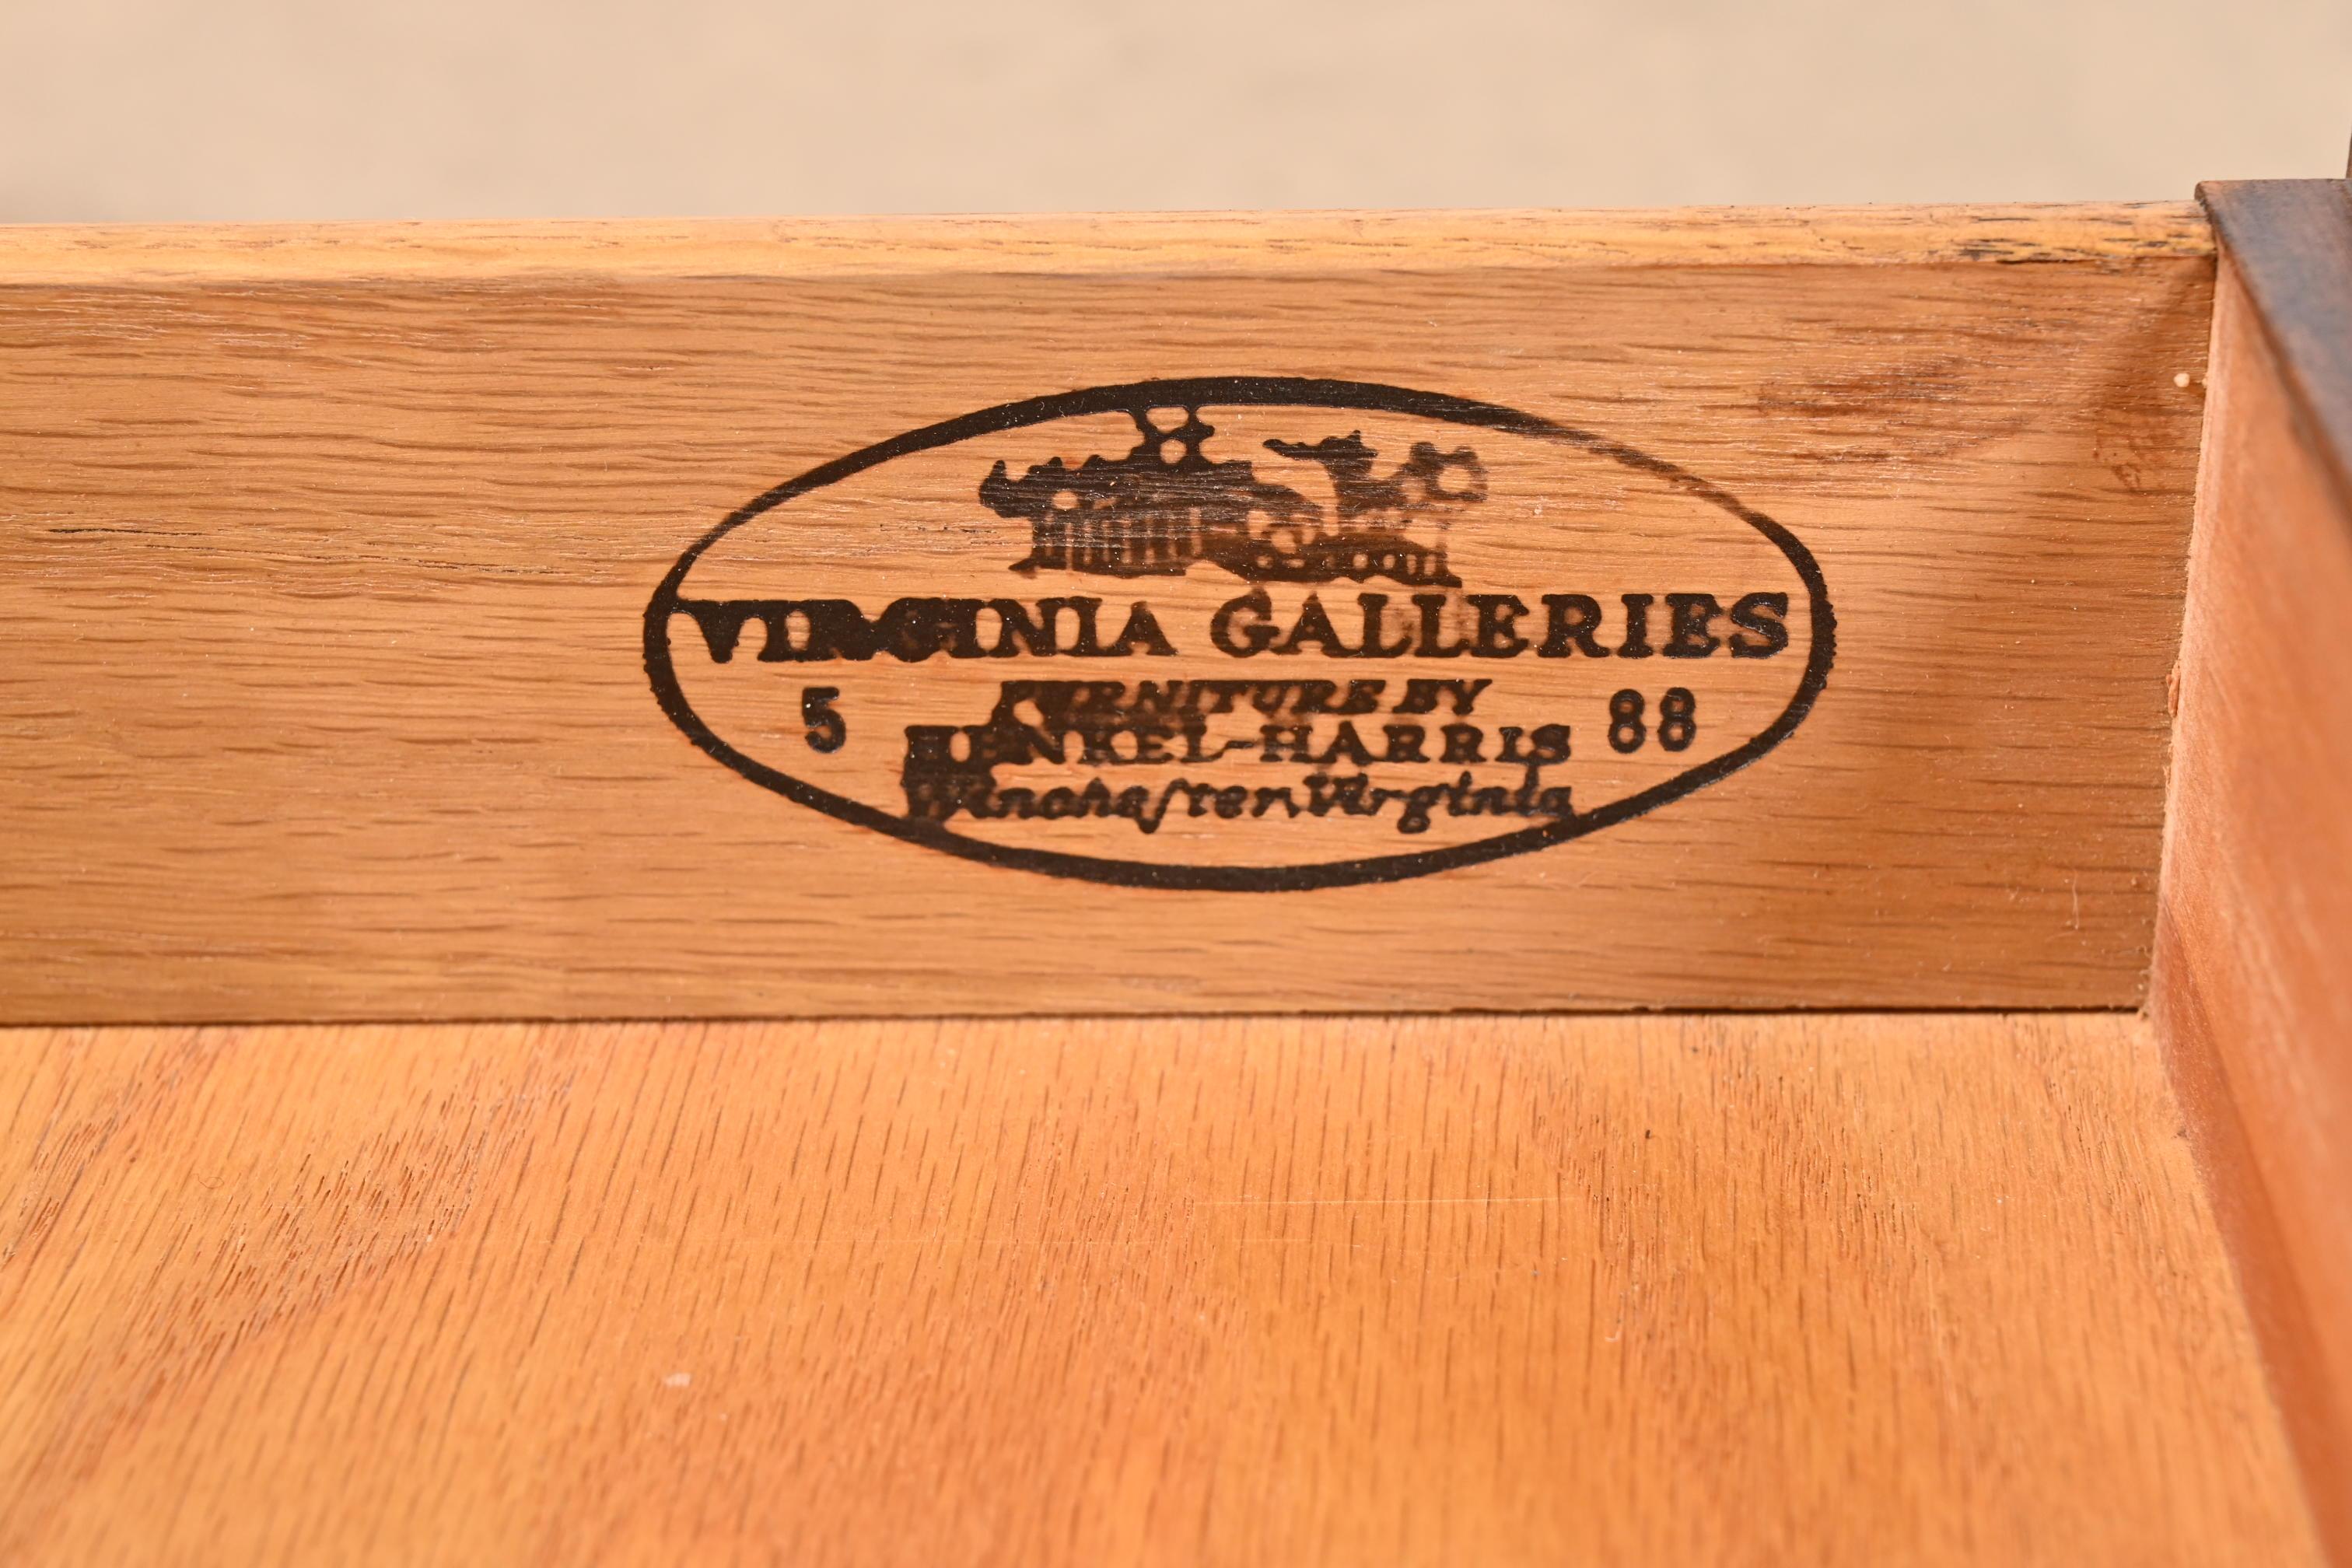 VIRGINIA GALLERIES
5 FURNITURE BY 88
HENKEL-HARRIS
Wincheſter, Virginia